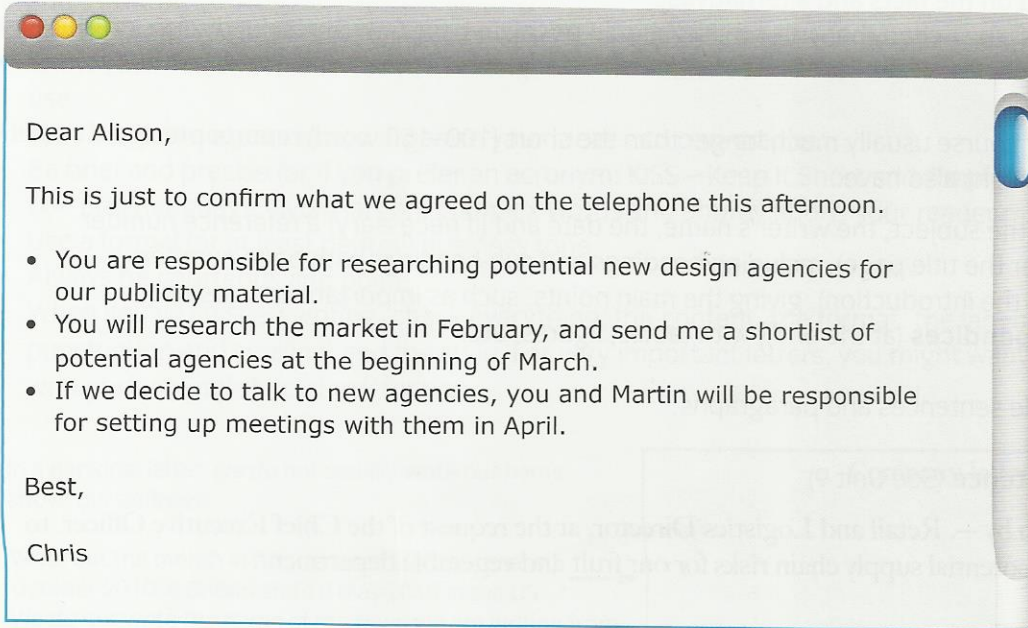 Dear Alison,
This is just to confirm what we agreed on the telephone this afternoon.
• You are responsible for researching potential new design agencies for
our publicity material.
• You will research the market in February, and send me a shortlist of
potential agencies at the beginning of March.
• If we decide to talk to new agencies, you and Martin will be responsible
for setting up meetings with them in April.
Best,
Chris